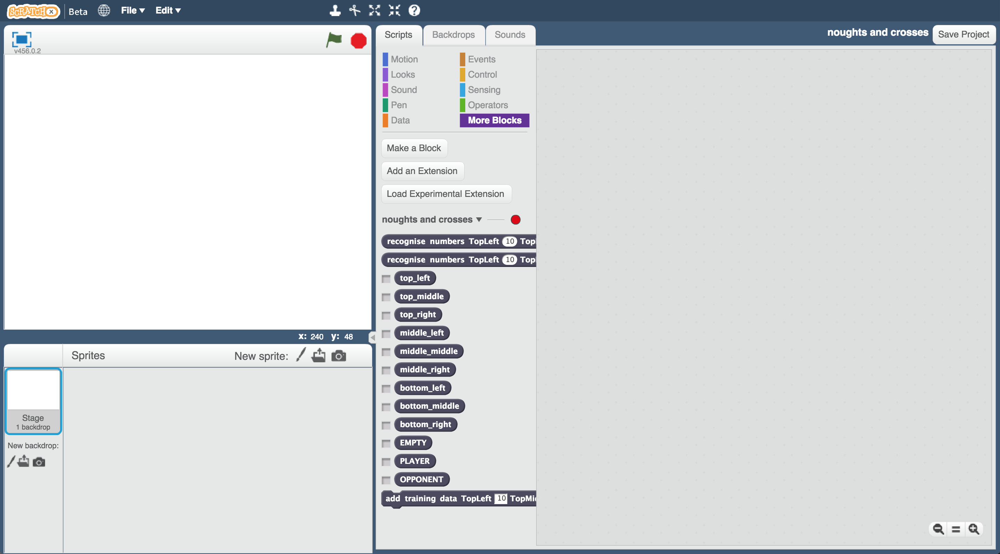 SCRATCH X Beta File Edit
noughts and crosses Save Project
v456.0.2
Scripts Backdrops Sounds
Motion Events
Looks Control
Sound Sensing
Pen Operators
Data More Blocks
Make a Block
Add an Extension
Load Experimental Extension
noughts and crosses
recognise numbers TopLeft 10 Top
recognise numbers TopLeft 10 Top
top_left
top_middle
top_right
middle_left
middle_middle
middle_right
bottom_left
bottom_middle
bottom_right
EMPTY
PLAYER
OPPONENT
add training data TopLeft 10 TopMi
x: 240 y: 48
Sprites New sprite:
Stage
1 backdrop
New backdrop: